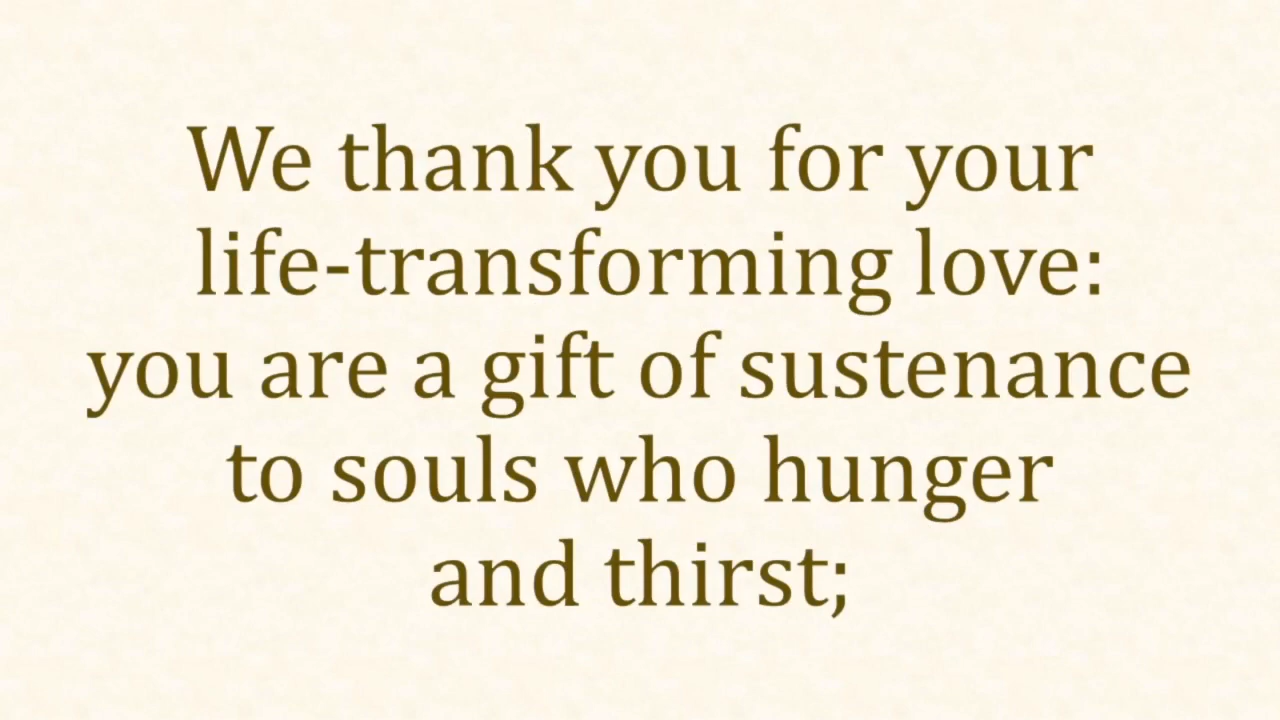 We thank you for your
life-transforming love:
you are a gift of sustenance
to souls who hunger
and thirst;